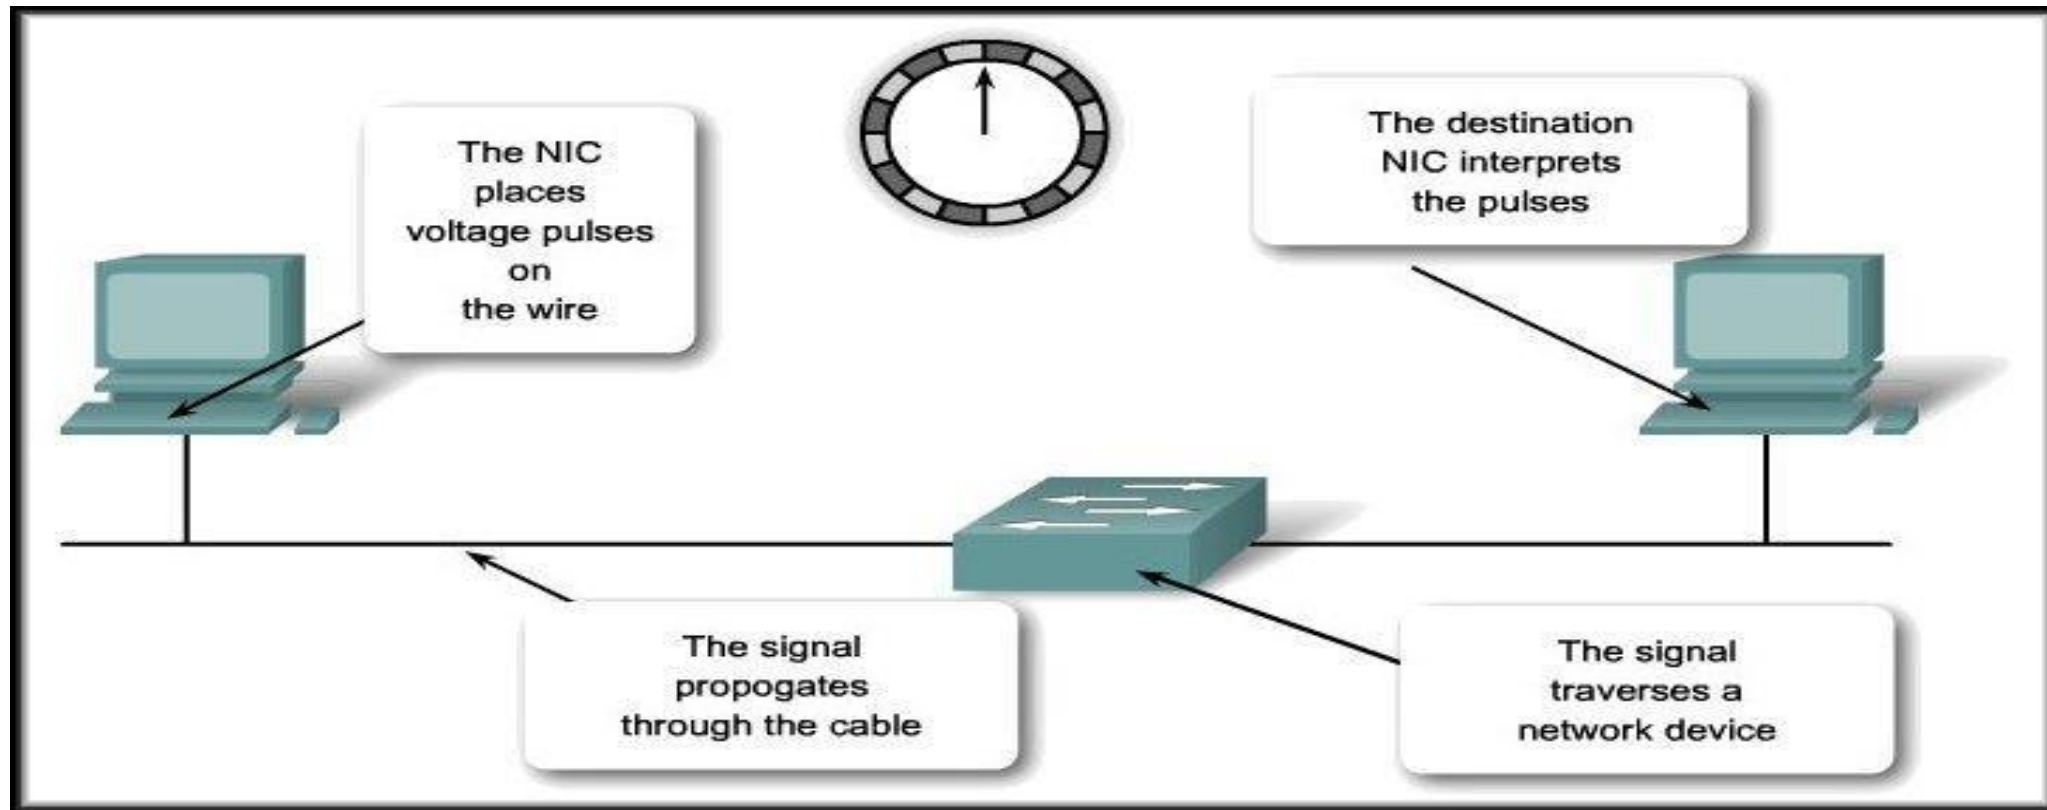 The NIC
places
voltage pulses
on
the wire
The destination
NIC interprets
the pulses
The signal
propogates
through the cable
The signal
traverses a
network device